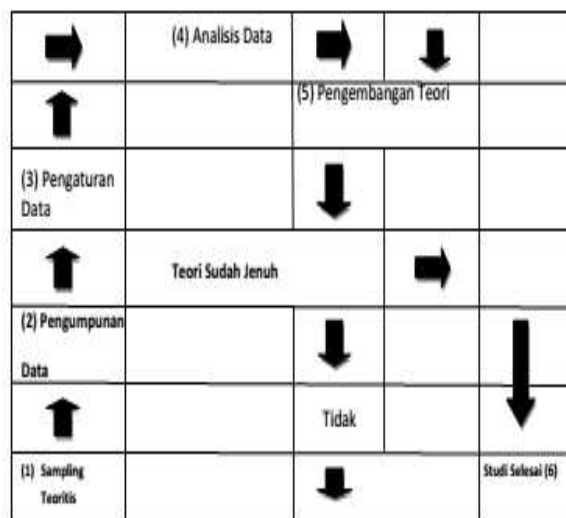 (4) Analisis Data
(5) Pengembangan Teori
(3) Pengaturan
Data
Teori Sudah Jenuh
(2) Pengumpunan
Data
Tidak
(1) Sampling
Teoritis
Studi Selesai (6)